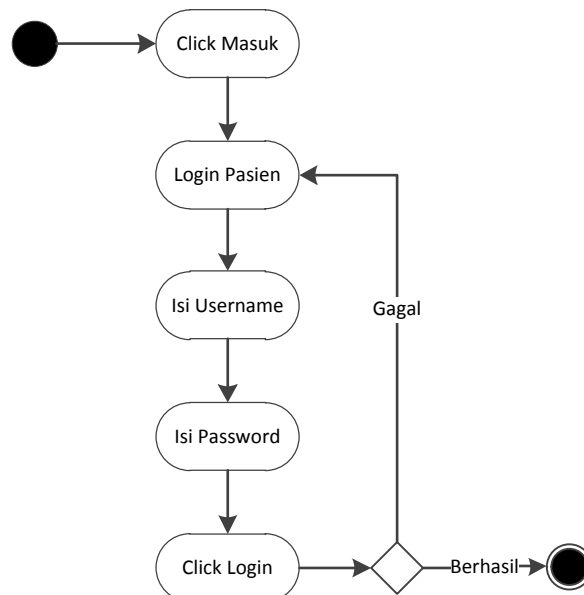 Click Masuk
Login Pasien
Isi Username
Gagal
Isi Password
Click Login
Berhasil